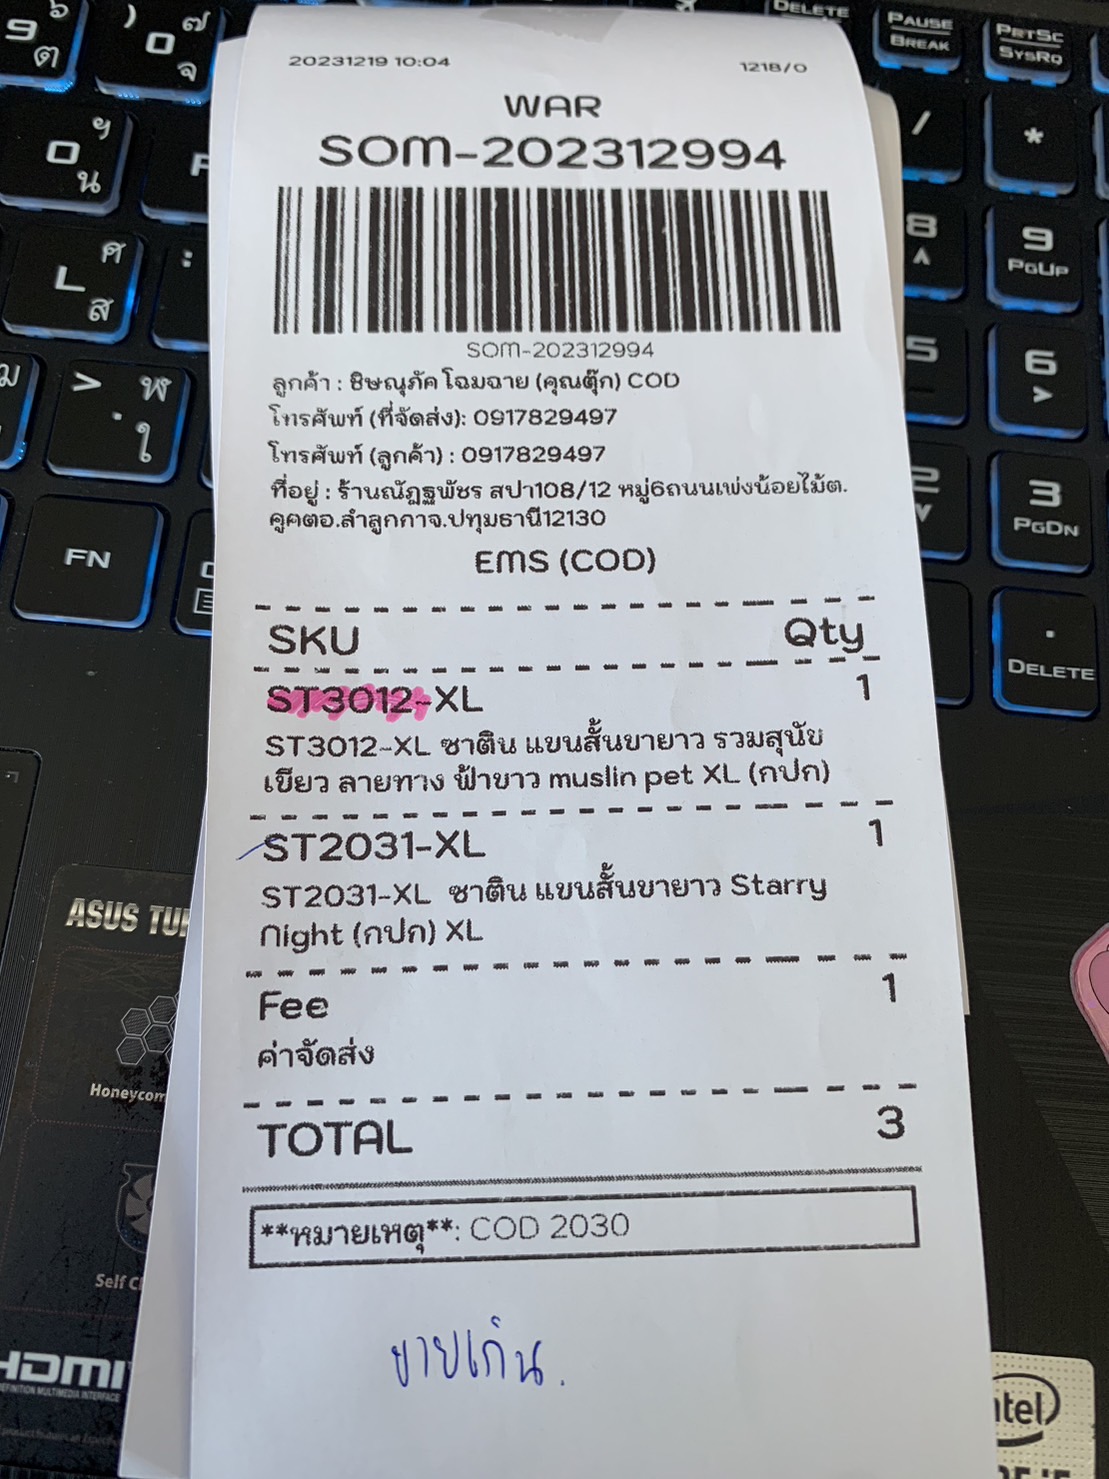 20231219 10:04
1218/0
WAR
SOM-202312994
SOM-202312994
ลูกค้า : ชิษณุภัค โฉมฉาย (คุณตุ๊ก) COD
โทรศัพท์ (ที่จัดส่ง): 0917829497
โทรศัพท์ (ลูกค้า) : 0917829497
ที่อยู่ : ร้านณัฏฐพัชร สปา108/12 หมู่6ถนนเพ่งน้อยไม้ต.
คูคตอ.ลำลูกกาจ.ปทุมธานี12130
EMS (COD)
SKU Qty
ST3012-XL 1
ST3012-XL ซาติน แขนสั้นขายาว รวมสุนัข
เขียว ลายทาง ฟ้าขาว muslin pet XL (กปก)
ST2031-XL 1
ST2031-XL ซาติน แขนสั้นขายาว Starry
Night (กปก) XL
Fee 1
ค่าจัดส่ง
TOTAL 3
**หมายเหตุ**: COD 2030
ขายเกิน.
DELETE
PAUSE
BREAK
PRTSC
SYSRQ
/
*
8
9
PGUP
5
6
>
2
3
PGDN
.
DELETE
9
ต
)
๗
0
จ
O
ฯ
น
L
ศ
ส
:
>
ฬ
.
ใ
FN
ASUS TUF
Self
HDMI
DEFINITION MULTIMEDIA INTERFACE
intel